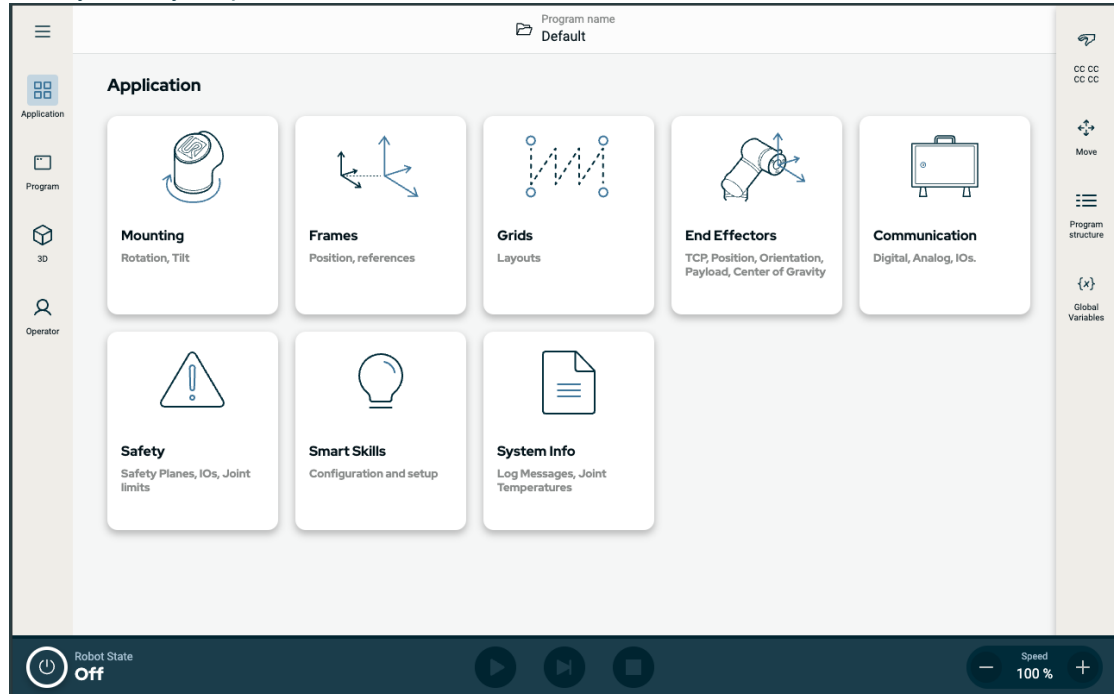 Program name
Default
Application
Program
3D
Operator
Application
Mounting
Rotation, Tilt
Frames
Position, references
Grids
Layouts
End Effectors
TCP, Position, Orientation,
Payload, Center of Gravity
Communication
Digital, Analog, IOs.
Safety
Safety Planes, IOs, Joint
limits
Smart Skills
Configuration and setup
System Info
Log Messages, Joint
Temperatures
CC CC
CC CC
Move
Program
structure
{x}
Global
Variables
Robot State
Off
Speed
100 %